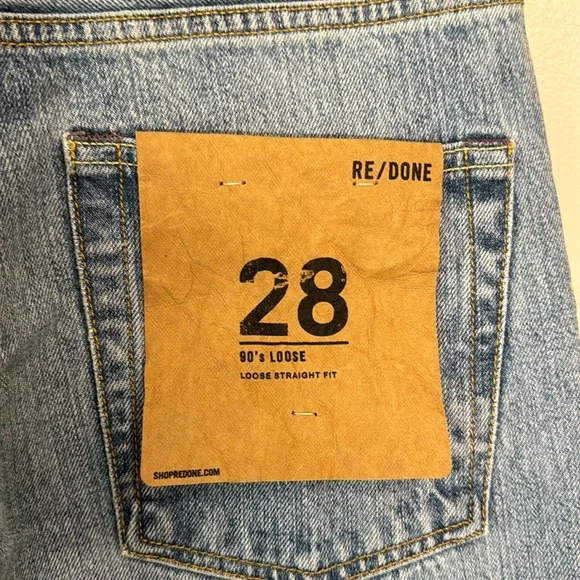 RE/DONE
28
90's LOOSE
LOOSE STRAIGHT FIT
SHOPREDONE.COM